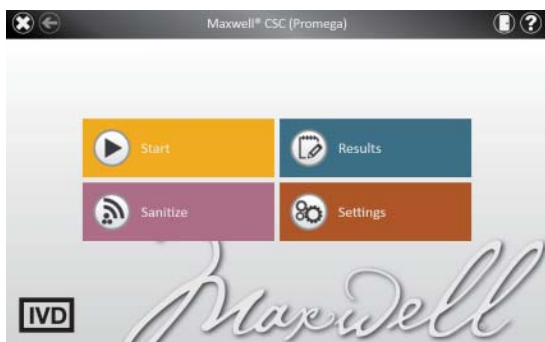 Maxwell® CSC (Promega)
Start
Results
Sanitize
Settings
Maxwell
IVD